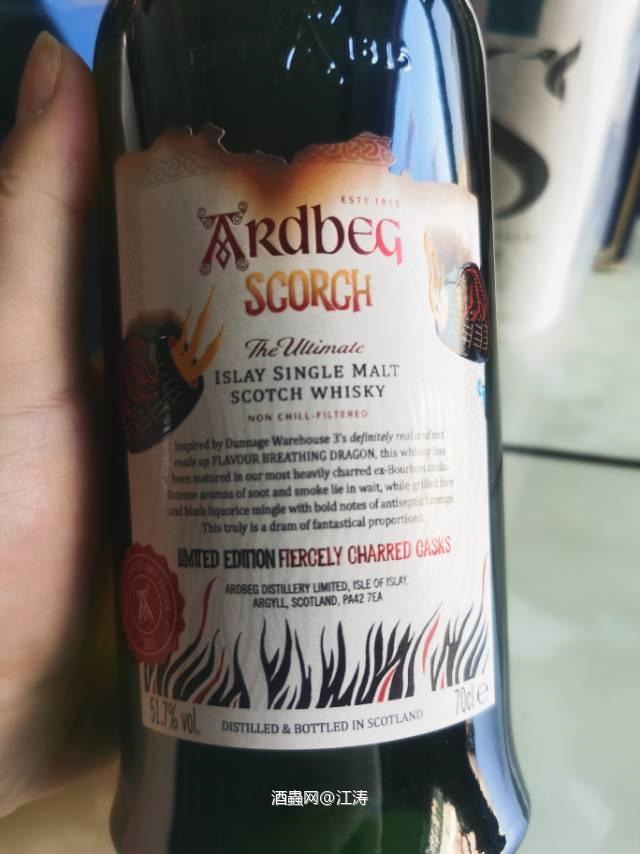 ESTD 1815
ESTD 1815
ARdbEG
SCORCH
The Ultimate
ISLAY SINGLE MALT
SCOTCH WHISKY
NON CHILL-FILTERED
Inspired by Dunnage Warehouse 3's definitely real and not
made up FLAVOUR BREATHING DRAGON, this whisky has
been matured in our most heavily charred ex-Bourbon casks.
Intense aromas of soot and smoke lie in wait, while grilled fare
and black liquorice mingle with bold notes of antiseptic lozenge.
This truly is a dram of fantastical proportions.
LIMITED EDITION FIERCELY CHARRED CASKS
ARDBEG DISTILLERY LIMITED, ISLE OF ISLAY,
ARGYLL, SCOTLAND, PA42 7EA
51.7% vol.
DISTILLED & BOTTLED IN SCOTLAND
70cl e
酒蟲网@江涛